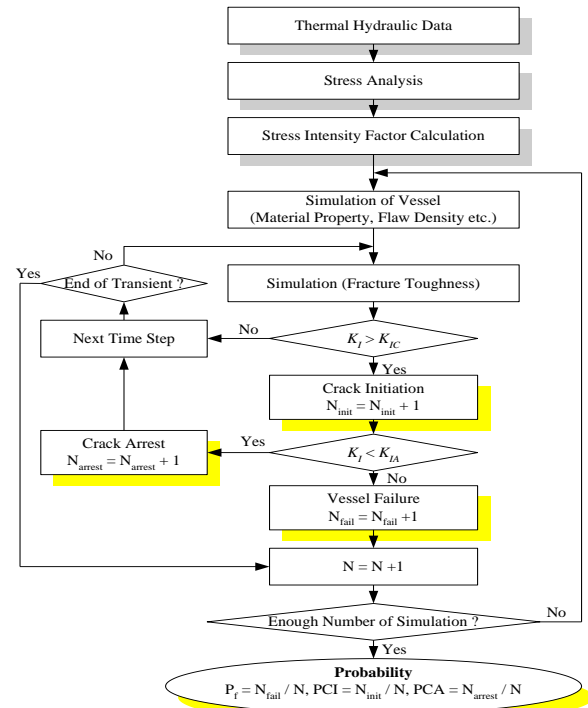 Thermal Hydraulic Data
Stress Analysis
Stress Intensity Factor Calculation
Simulation of Vessel
(Material Property, Flaw Density etc.)
No
Yes
End of Transient ?
Simulation (Fracture Toughness)
Next Time Step
No
K_I > K_IC
Yes
Crack Initiation
N_init = N_init + 1
Crack Arrest
N_arrest = N_arrest + 1
Yes
K_I < K_IA
No
Vessel Failure
N_fail = N_fail +1
N = N +1
Enough Number of Simulation ?
No
Yes
Probability
P_f = N_fail / N, PCI = N_init / N, PCA = N_arrest / N